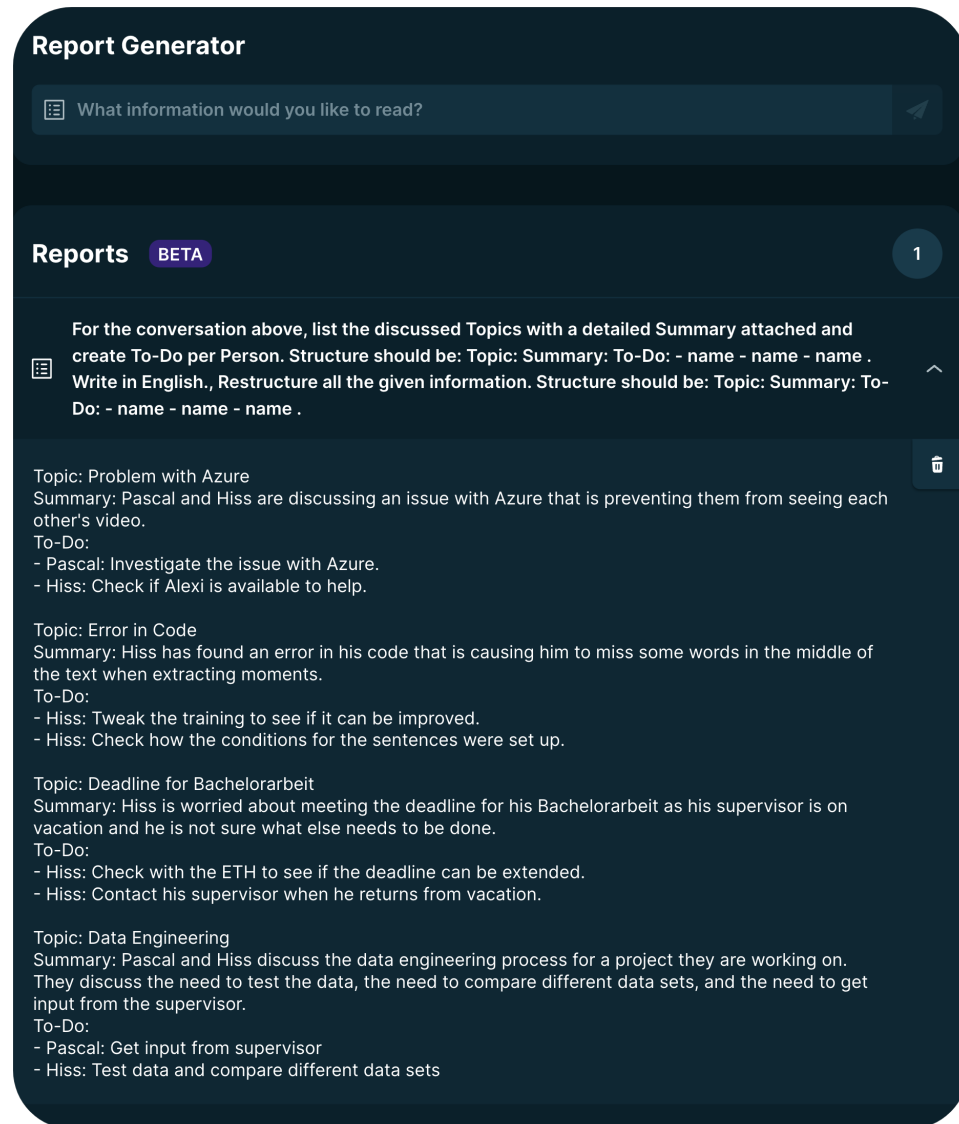 Report Generator
What information would you like to read?
Reports BETA 1
For the conversation above, list the discussed Topics with a detailed Summary attached and
create To-Do per Person. Structure should be: Topic: Summary: To-Do: - name - name - name .
Write in English., Restructure all the given information. Structure should be: Topic: Summary: To-
Do: - name - name - name .
Topic: Problem with Azure
Summary: Pascal and Hiss are discussing an issue with Azure that is preventing them from seeing each
other's video.
To-Do:
- Pascal: Investigate the issue with Azure.
- Hiss: Check if Alexi is available to help.
Topic: Error in Code
Summary: Hiss has found an error in his code that is causing him to miss some words in the middle of
the text when extracting moments.
To-Do:
- Hiss: Tweak the training to see if it can be improved.
- Hiss: Check how the conditions for the sentences were set up.
Topic: Deadline for Bachelorarbeit
Summary: Hiss is worried about meeting the deadline for his Bachelorarbeit as his supervisor is on
vacation and he is not sure what else needs to be done.
To-Do:
- Hiss: Check with the ETH to see if the deadline can be extended.
- Hiss: Contact his supervisor when he returns from vacation.
Topic: Data Engineering
Summary: Pascal and Hiss discuss the data engineering process for a project they are working on.
They discuss the need to test the data, the need to compare different data sets, and the need to get
input from the supervisor.
To-Do:
- Pascal: Get input from supervisor
- Hiss: Test data and compare different data sets